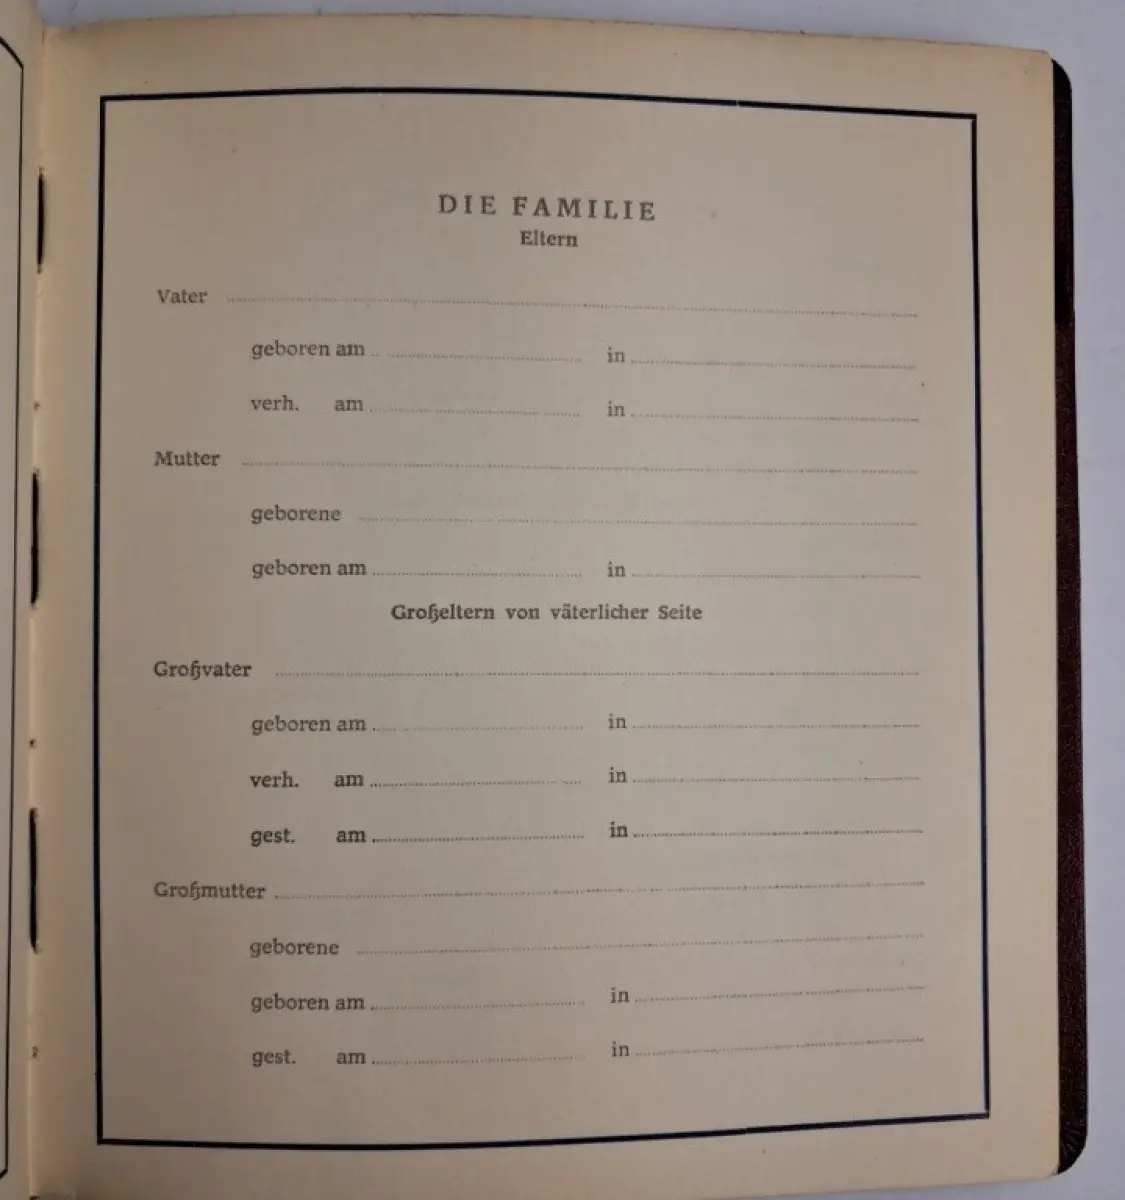 DIE FAMILIE
Eltern
Vater
geboren am in
verh. am in
Mutter
geborene
geboren am in
Großeltern von väterlicher Seite
Großvater
geboren am in
verh. am in
gest. am in
Großmutter
geborene
geboren am in
gest. am in